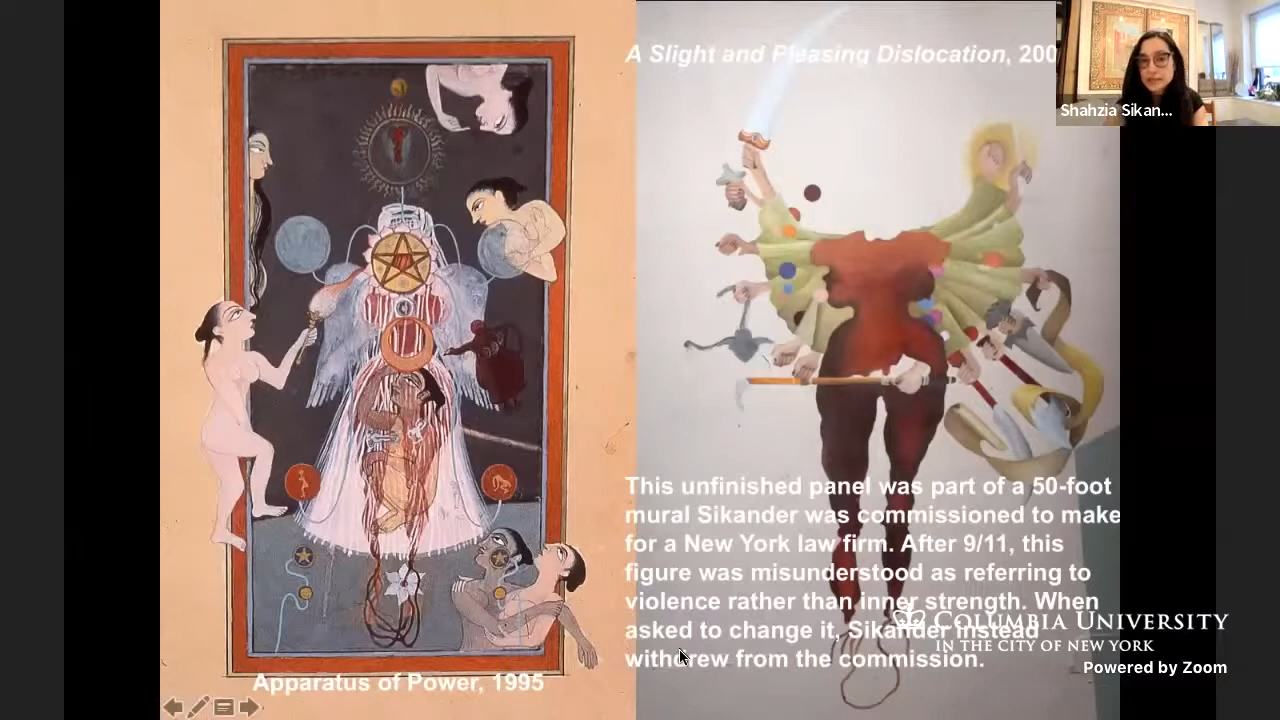 A Slight and Pleasing Dislocation, 200
Shahzia Sikan...
This unfinished panel was part of a 50-foot
mural Sikander was commissioned to make
for a New York law firm. After 9/11, this
figure was misunderstood as referring to
violence rather than inner strength. When
asked to change it, Sikander instead
withdrew from the commission.
COLUMBIA UNIVERSITY
IN THE CITY OF NEW YORK
Powered by Zoom
Apparatus of Power, 1995